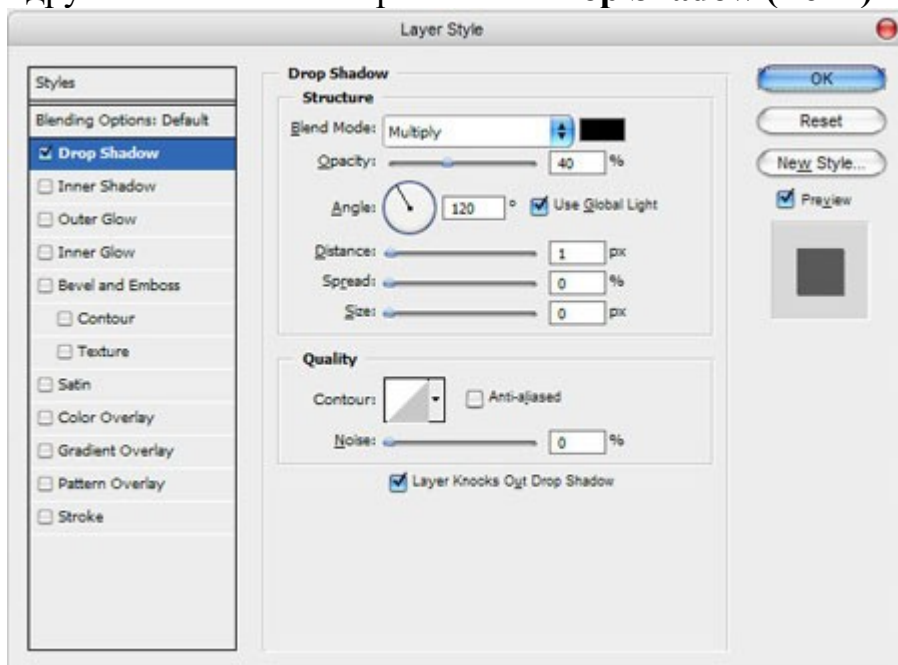 Layer Style
Styles
Blending Options: Default
Drop Shadow
Inner Shadow
Outer Glow
Inner Glow
Bevel and Emboss
Contour
Texture
Satin
Color Overlay
Gradient Overlay
Pattern Overlay
Stroke
Drop Shadow
Structure
Blend Mode: Multiply
Opacity: 40 %
Angle: 120 ° Use Global Light
Distance: 1 px
Spread: 0 %
Size: 0 px
Quality
Contour: Anti-aliased
Noise: 0 %
Layer Knocks Out Drop Shadow
OK
Reset
New Style...
Preview